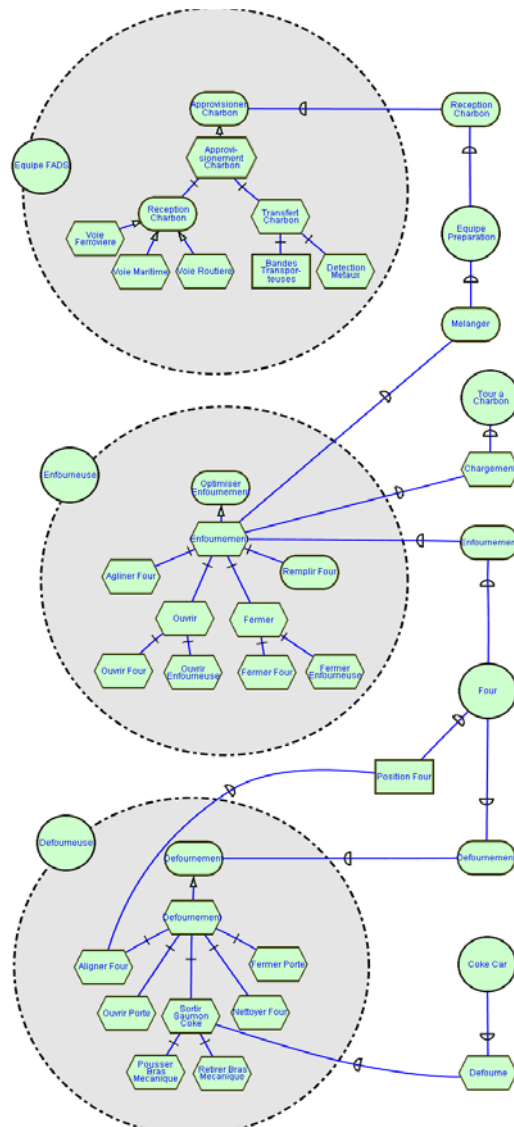 Approvisioner
Charbon
Reception
Charbon
Equipe FADS
Approvi-
sionnement
Charbon
Reception
Charbon
Transfert
Charbon
Voie
Ferroviere
Voie Maritime
Voie Routiere
Bandes
Transpor-
teuses
Detection
Metaux
Equipe
Preparation
Melanger
Tour a
Charbon
Enfourneuse
Chargement
Optimiser
Enfournement
Enfournement
Enfournement
Agliner Four
Remplir Four
Ouvrir
Fermer
Ouvrir Four
Ouvrir
Enfourneuse
Fermer Four
Fermer
Enfourneuse
Four
Position Four
Defourneuse
Defournement
Defournement
Defournement
Aligner Four
Fermer Porte
Coke Car
Ouvrir Porte
Sortir
Saumon
Coke
Nettoyer Four
Pousser
Bras
Mecanique
Retirer Bras
Mecanique
Defourne